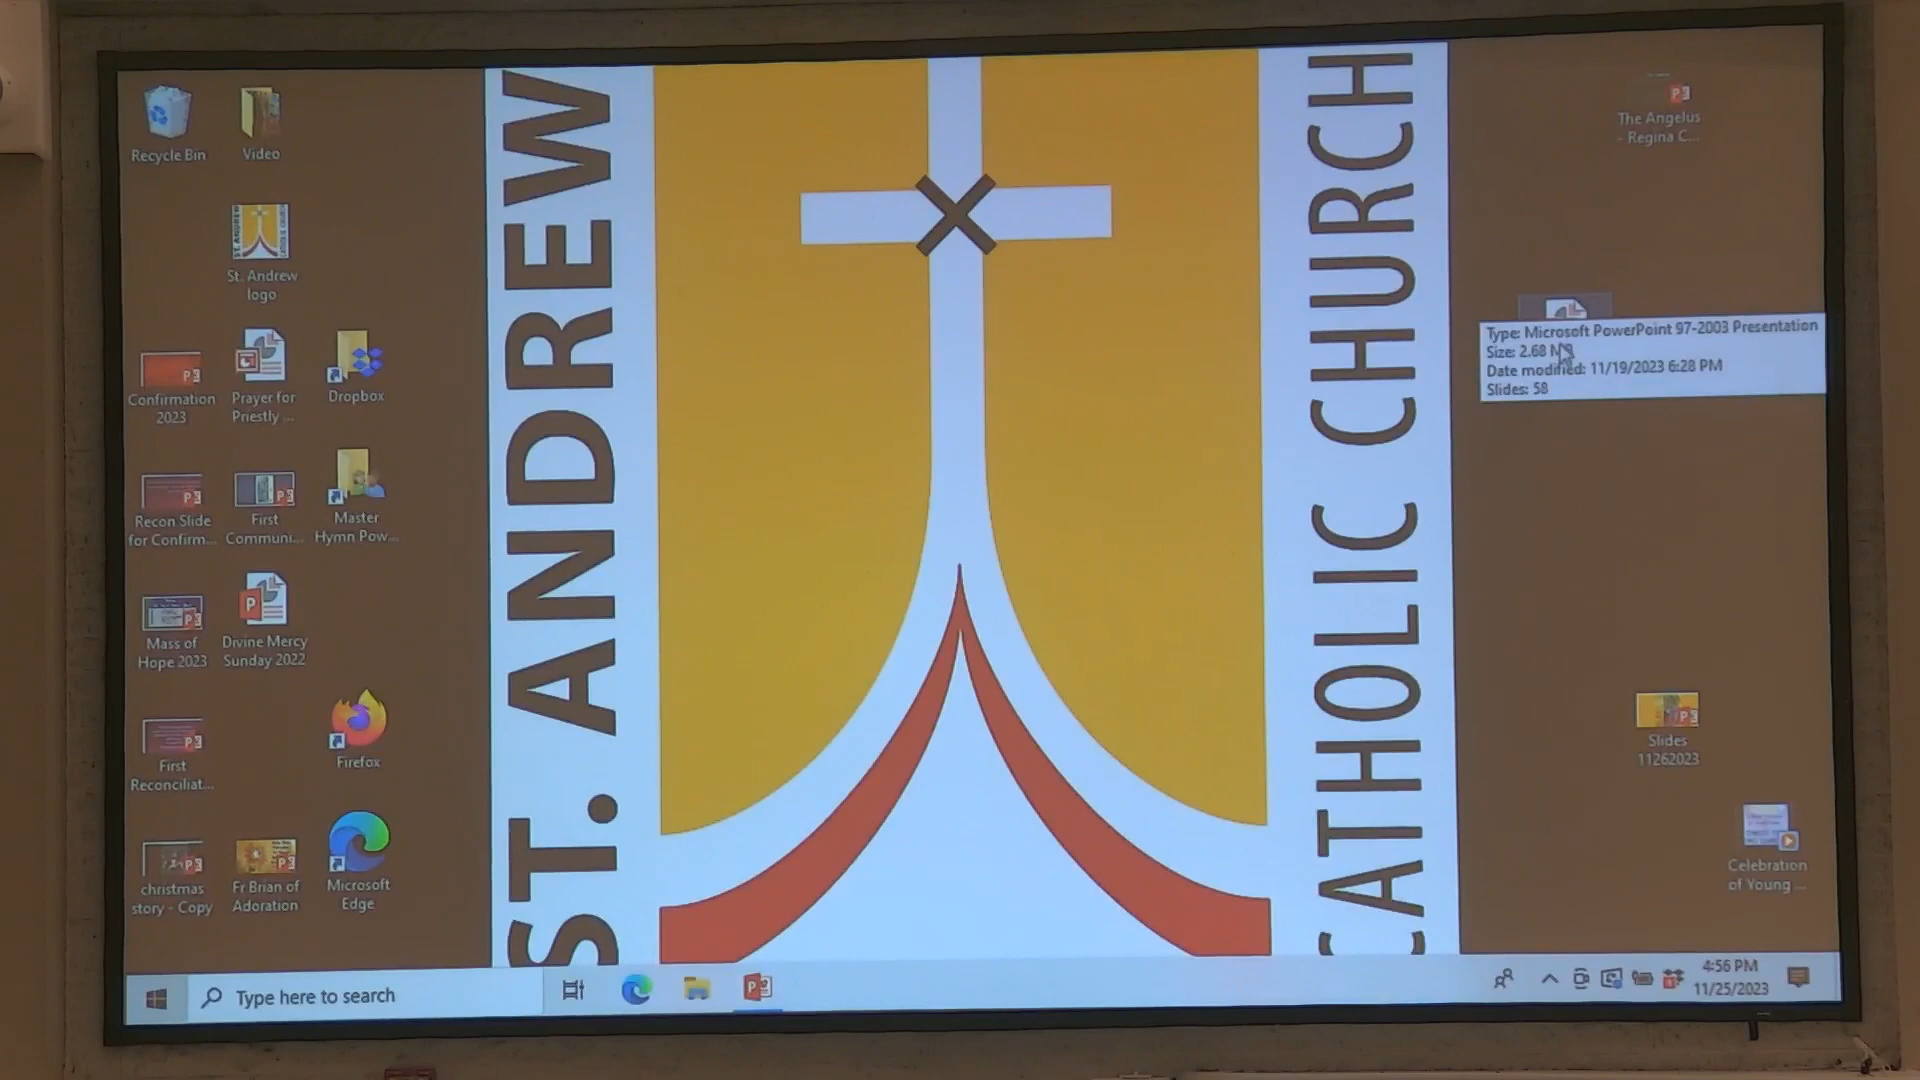 Recycle Bin
Video
St. Andrew
logo
Confirmation
2023
Prayer for
Priestly ...
Dropbox
Recon Slide
for Confirm...
First
Communi...
Master
Hymn Pow...
Mass of
Hope 2023
Divine Mercy
Sunday 2022
First
Reconciliat...
Firefox
christmas
story - Copy
Fr Brian of
Adoration
Microsoft
Edge
ST. ANDREW
CATHOLIC CHURCH
The Angelus
- Regina C...
Type: Microsoft PowerPoint 97-2003 Presentation
Size: 2.68 MB
Date modified: 11/19/2023 6:28 PM
Slides: 58
Slides
11262023
Celebration
of Young ...
Type here to search
4:56 PM
11/25/2023